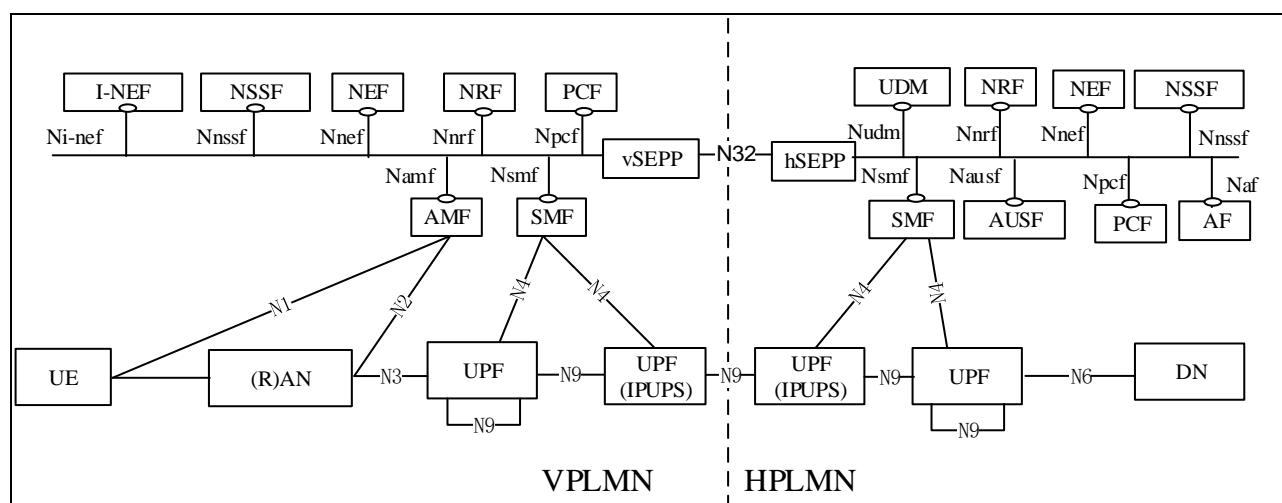 I-NEF NSSF NEF NRF PCF UDM NRF NEF NSSF
Ni-nef Nnssf Nnef Nnrf Npcf Nudm Nnrf Nnef Nnssf
vSEPP N32 hSEPP
Namf Nsmf Nsmf Nausf Npcf Naf
AMF SMF SMF AUSF PCF AF
N1 N2 N4 N4 N4 N4
UE (R)AN N3 UPF N9 UPF (IPUPS) N9 UPF (IPUPS) N9 UPF N6 DN
N9 N9
VPLMN HPLMN